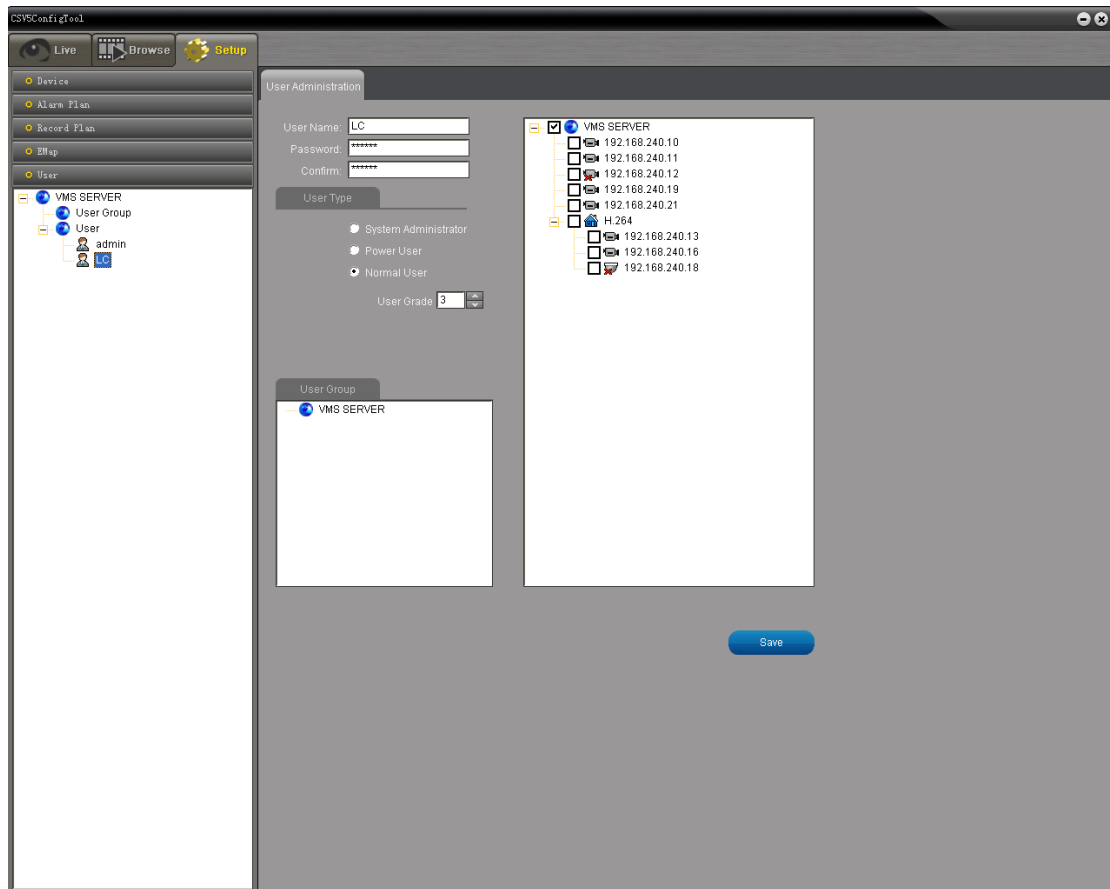 CSV5ConfigTool
Live Browse Setup
Device
Alarm Plan
Record Plan
EMap
User
VMS SERVER
User Group
User
admin
LC
User Administration
User Name: LC
Password: ******
Confirm: ******
User Type
System Administrator
Power User
Normal User
User Grade 3
User Group
VMS SERVER
VMS SERVER
192.168.240.10
192.168.240.11
192.168.240.12
192.168.240.19
192.168.240.21
H.264
192.168.240.13
192.168.240.16
192.168.240.18
Save